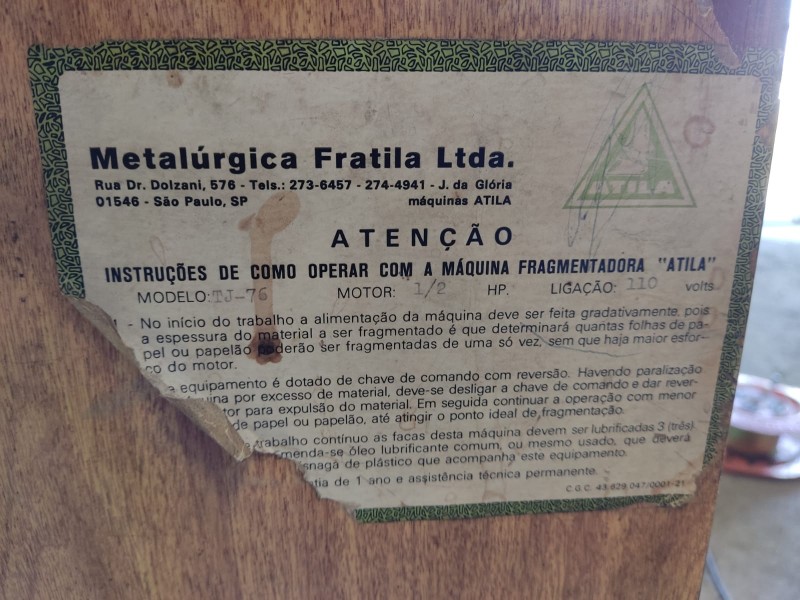 Metalúrgica Fratila Ltda.
Rua Dr. Dolzani, 576 - Tels.: 273-6457 - 274-4941 - J. da Glória
01546 - São Paulo, SP máquinas ATILA
ATILA
ATENÇÃO
INSTRUÇÕES DE COMO OPERAR COM A MÁQUINA FRAGMENTADORA "ATILA"
MODELO: TJ-76 MOTOR: 1/2 HP. LIGAÇÃO: 110 volts
- No início do trabalho a alimentação da máquina deve ser feita gradativamente, pois
a espessura do material a ser fragmentado é que determinará quantas folhas de pa-
pel ou papelão poderão ser fragmentadas de uma só vez, sem que haja maior esfor-
ço do motor.
equipamento é dotado de chave de comando com reversão. Havendo paralização
uina por excesso de material, deve-se desligar a chave de comando e dar rever-
tor para expulsão do material. Em seguida continuar a operação com menor
de papel ou papelão, até atingir o ponto ideal de fragmentação.
trabalho contínuo as facas desta máquina devem ser lubrificadas 3 (três)
menda-se óleo lubrificante comum, ou mesmo usado, que deverá
isnaga de plástico que acompanha este equipamento.
tia de 1 ano e assistência técnica permanente.
C.G.C. 43.629.047/0001-21